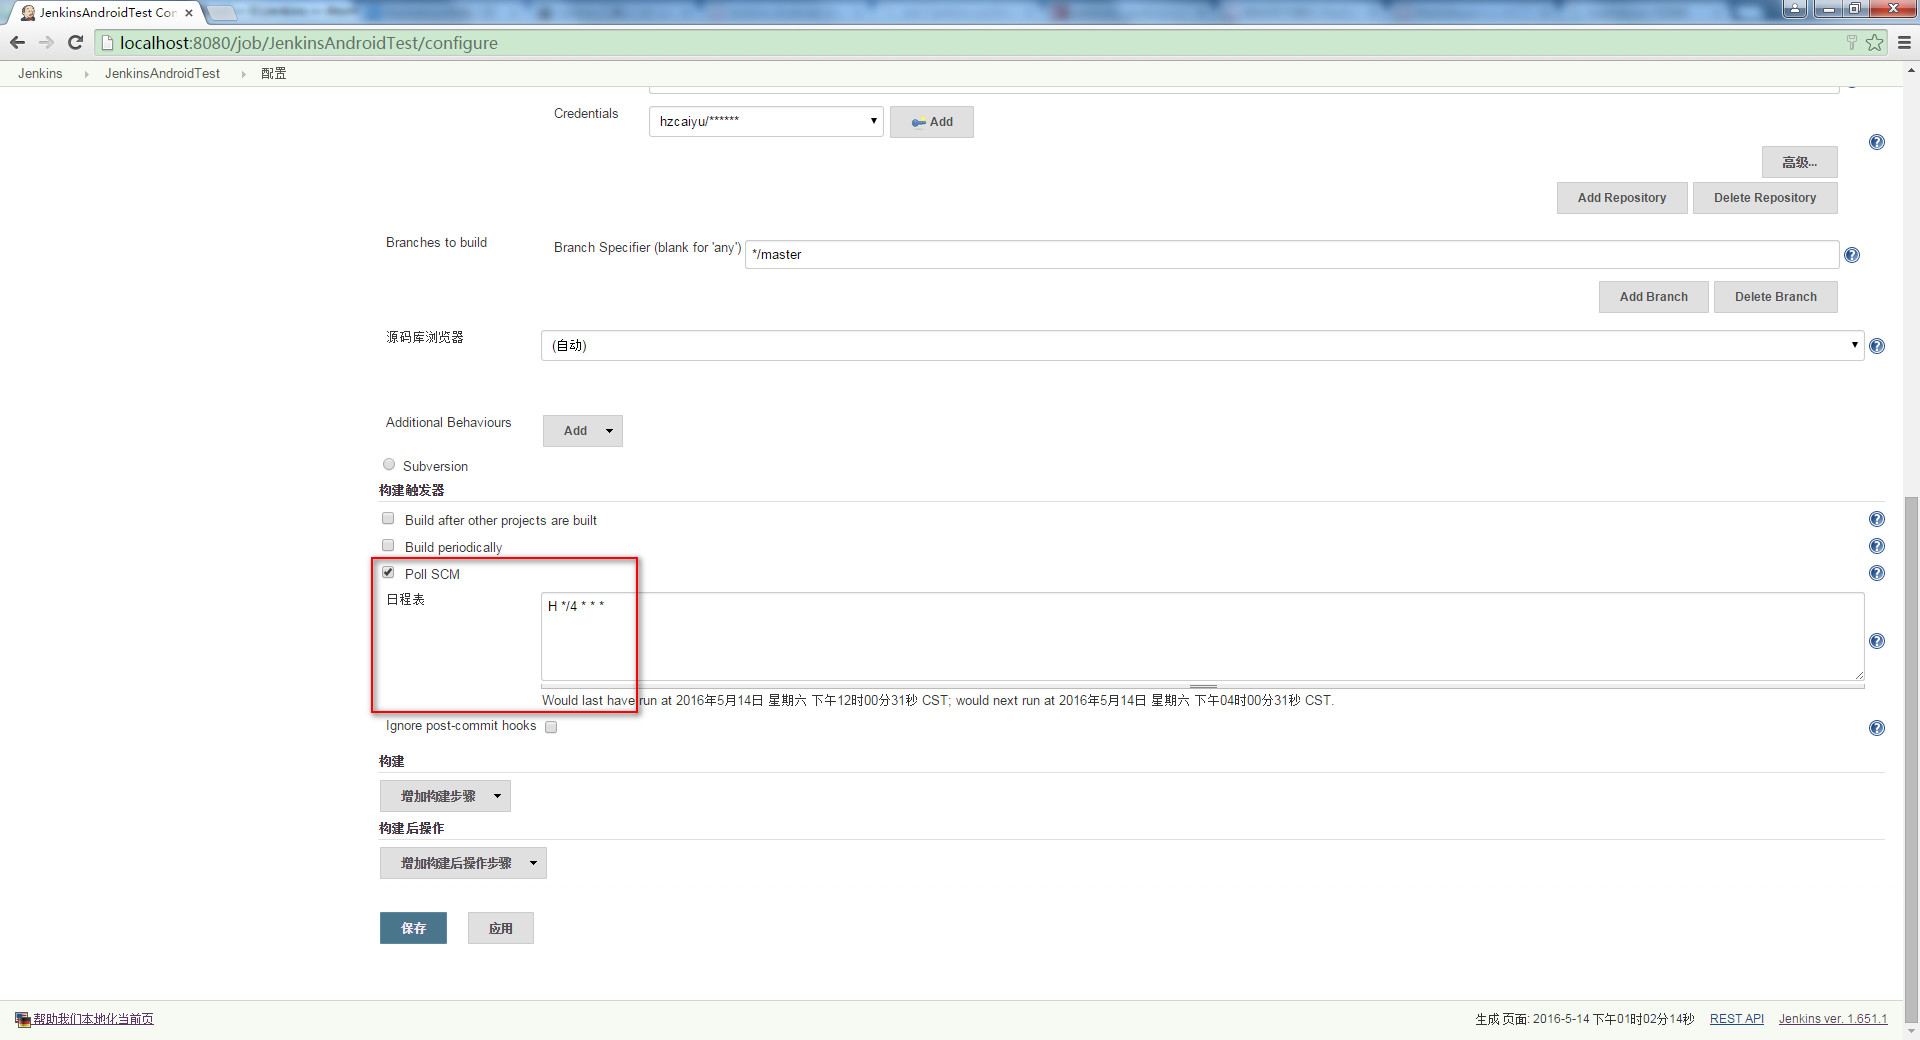 JenkinsAndroidTest Con
localhost:8080/job/JenkinsAndroidTest/configure
Jenkins JenkinsAndroidTest 配置
Credentials hzcaiyu/****** Add
高级...
Add Repository Delete Repository
Branches to build Branch Specifier (blank for 'any') */master
Add Branch Delete Branch
源码库浏览器 (自动)
Additional Behaviours Add
Subversion
构建触发器
Build after other projects are built
Build periodically
Poll SCM
日程表 H */4 * * *
Would last have run at 2016年5月14日 星期六 下午12时00分31秒 CST; would next run at 2016年5月14日 星期六 下午04时00分31秒 CST.
Ignore post-commit hooks
构建
增加构建步骤
构建后操作
增加构建后操作步骤
保存 应用
帮助我们本地化当前页 生成页面: 2016-5-14 下午01时02分14秒 REST API Jenkins ver. 1.651.1